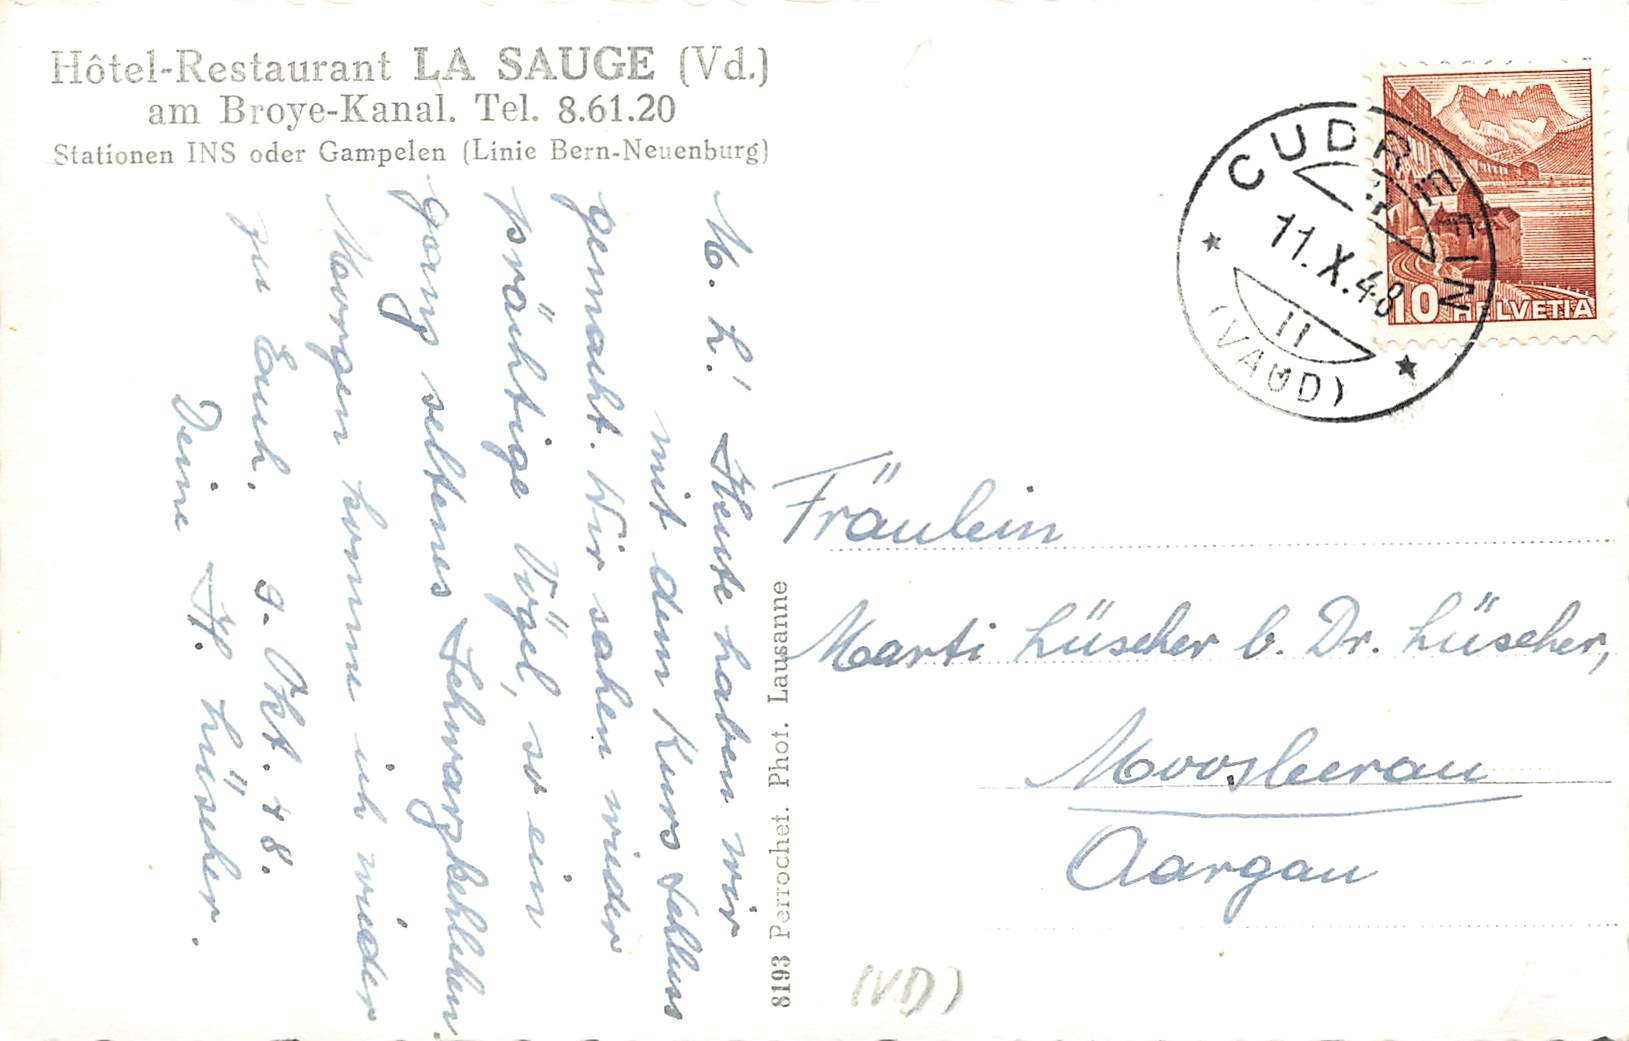 Hôtel-Restaurant LA SAUGE (Vd.)
am Broye-Kanal. Tel. 8.61.20
Stationen INS oder Gampelen (Linie Bern-Neuenburg)
M. L! Heute haben wir
mit dem Kurs Schluss
gemacht. Wir sahen wieder
prächtige Vögel, so ein
ganz seltenes Schwarzkehlchen.
Morgen komme ich wieder
zu Euch. 9. Okt. 48.
Deine H. Lüscher.
8193 Perrochet. Phot. Lausanne
CUDREFIN
11.X.48
11
(VAUD)
10 HELVETIA
Fräulein
Marti Lüscher b. Dr. Lüscher,
Moosleerau
Aargau
(VD)